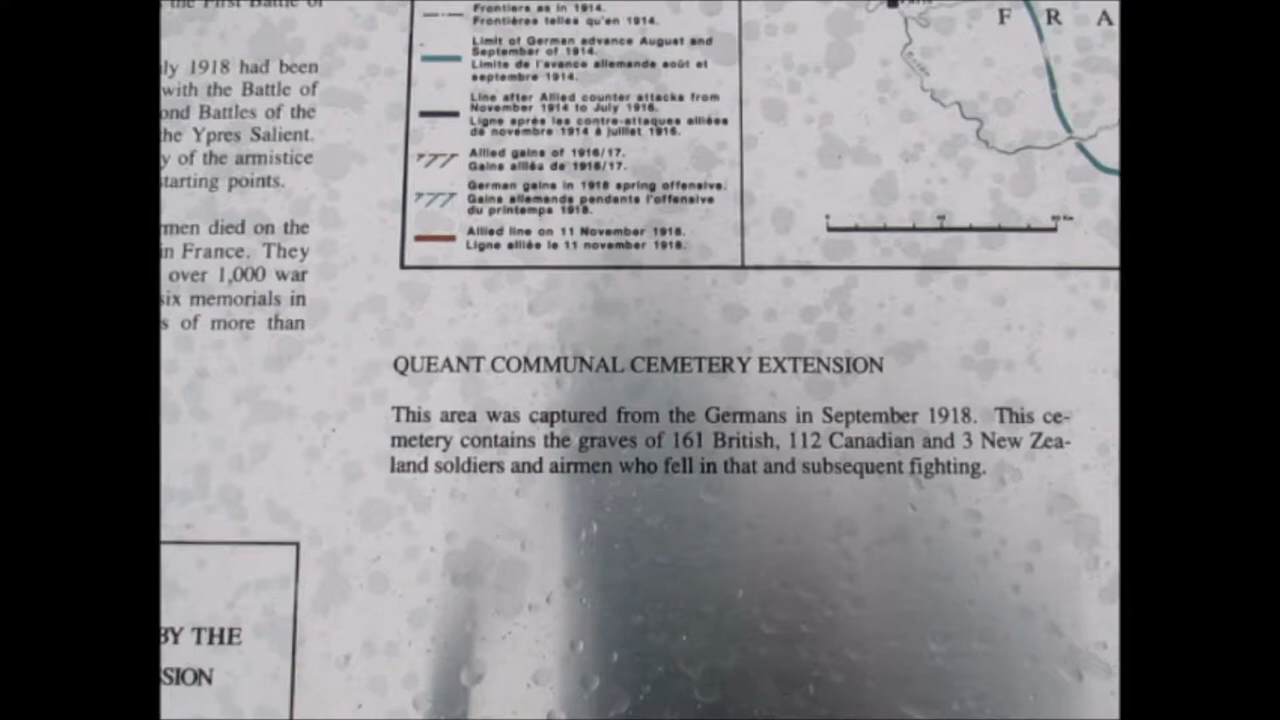 the First Battle of
ly 1918 had been
with the Battle of
ond Battles of the
he Ypres Salient.
y of the armistice
tarting points.
men died on the
in France. They
over 1,000 war
six memorials in
s of more than
BY THE
SION
Frontiers as in 1914.
Frontières telles qu'en 1914.
Limit of German advance August and
September of 1914.
Limite de l'avance allemande août et
septembre 1914.
Line after Allied counter attacks from
November 1914 to July 1916.
Ligne après les contre-attaques alliées
de novembre 1914 à juillet 1916.
Allied gains of 1916/17.
Gains alliés de 1916/17.
German gains in 1918 spring offensive.
Gains allemands pendants l'offensive
du printemps 1918.
Allied line on 11 November 1918.
Ligne alliée le 11 november 1918.
F R A
QUEANT COMMUNAL CEMETERY EXTENSION
This area was captured from the Germans in September 1918. This ce-
metery contains the graves of 161 British, 112 Canadian and 3 New Zea-
land soldiers and airmen who fell in that and subsequent fighting.